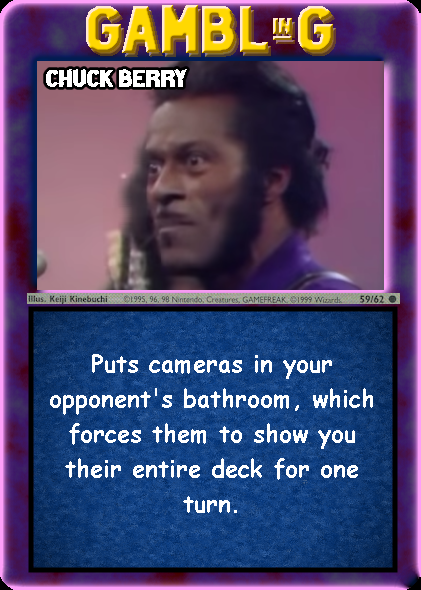 GAMBLING
CHUCK BERRY
Illus. Keiji Kinebuchi ©1995, 96, 98 Nintendo, Creatures, GAMEFREAK. ©1999 Wizards. 59/62
Puts cameras in your
opponent's bathroom, which
forces them to show you
their entire deck for one
turn.